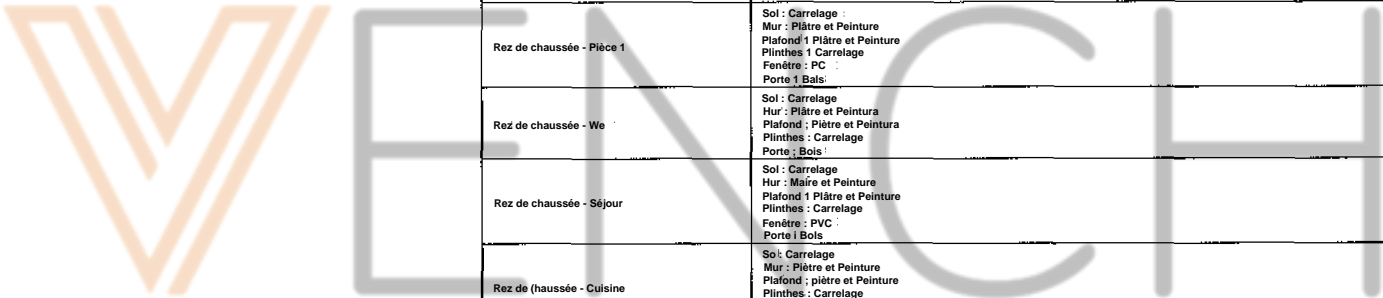 VENCH
Rez de chaussée - Pièce 1
Sol : Carrelage
Mur : Plâtre et Peinture
Plafond 1 Plâtre et Peinture
Plinthes 1 Carrelage
Fenêtre : PC
Porte 1 Bals
Rez de chaussée - We
Sol : Carrelage
Hur : Plâtre et Peintura
Plafond ; Piètre et Peintura
Plinthes : Carrelage
Porte ; Bois
Rez de chaussée - Séjour
Sol : Carrelage
Hur : Maire et Peinture
Plafond 1 Plâtre et Peinture
Plinthes : Carrelage
Fenêtre : PVC
Porte i Bols
Rez de (haussée - Cuisine
Sol : Carrelage
Mur : Piètre et Peinture
Plafond ; piètre et Peinture
Plinthes : Carrelage